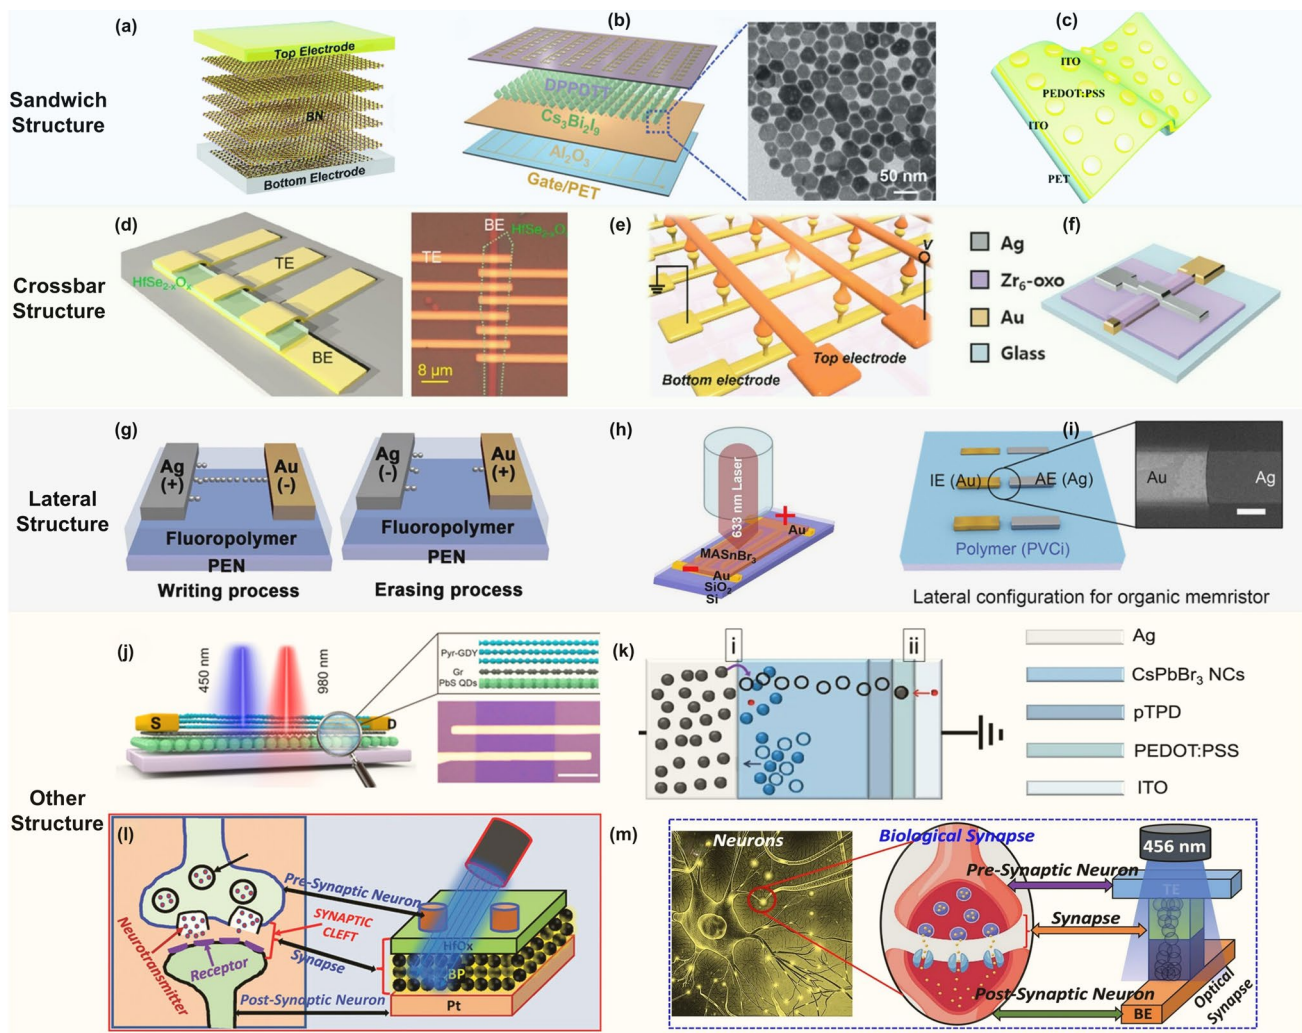 Sandwich
Structure
(a)
Top Electrode
BN
Bottom Electrode
(b)
DPPDTT
Cs₃Bi₂I₉
Al₂O₃
Gate/PET
50 nm
(c)
ITO
PEDOT:PSS
ITO
PET
Crossbar
Structure
(d)
HfSe₂₋ₓOₓ
TE
BE
BE
HfSe₂₋ₓO
TE
8 μm
(e)
V
Top electrode
Bottom electrode
(f)
Ag
Zr₆-oxo
Au
Glass
Lateral
Structure
(g)
Ag
(+)
Au
(-)
Fluoropolymer
PEN
Writing process
Ag
(-)
Au
(+)
Fluoropolymer
PEN
Erasing process
(h)
633 nm Laser
+
Au
MASnBr₃
-
Au
SiO₂
Si
(i)
IE (Au)
AE (Ag)
Polymer (PVCi)
Au
Ag
Lateral configuration for organic memristor
Other
Structure
(j)
450 nm
980 nm
S
D
Pyr-GDY
Gr
PbS QDs
(k)
i
ii
Ag
CsPbBr₃ NCs
pTPD
PEDOT:PSS
ITO
(l)
Neurotransmitter
Receptor
Pre-Synaptic Neuron
SYNAPTIC
CLEFT
Synapse
Post-Synaptic Neuron
HfOx
BP
Pt
(m)
Neurons
Biological Synapse
Pre-Synaptic Neuron
Synapse
Post-Synaptic Neuron
456 nm
TE
BE
Optical
Synapse